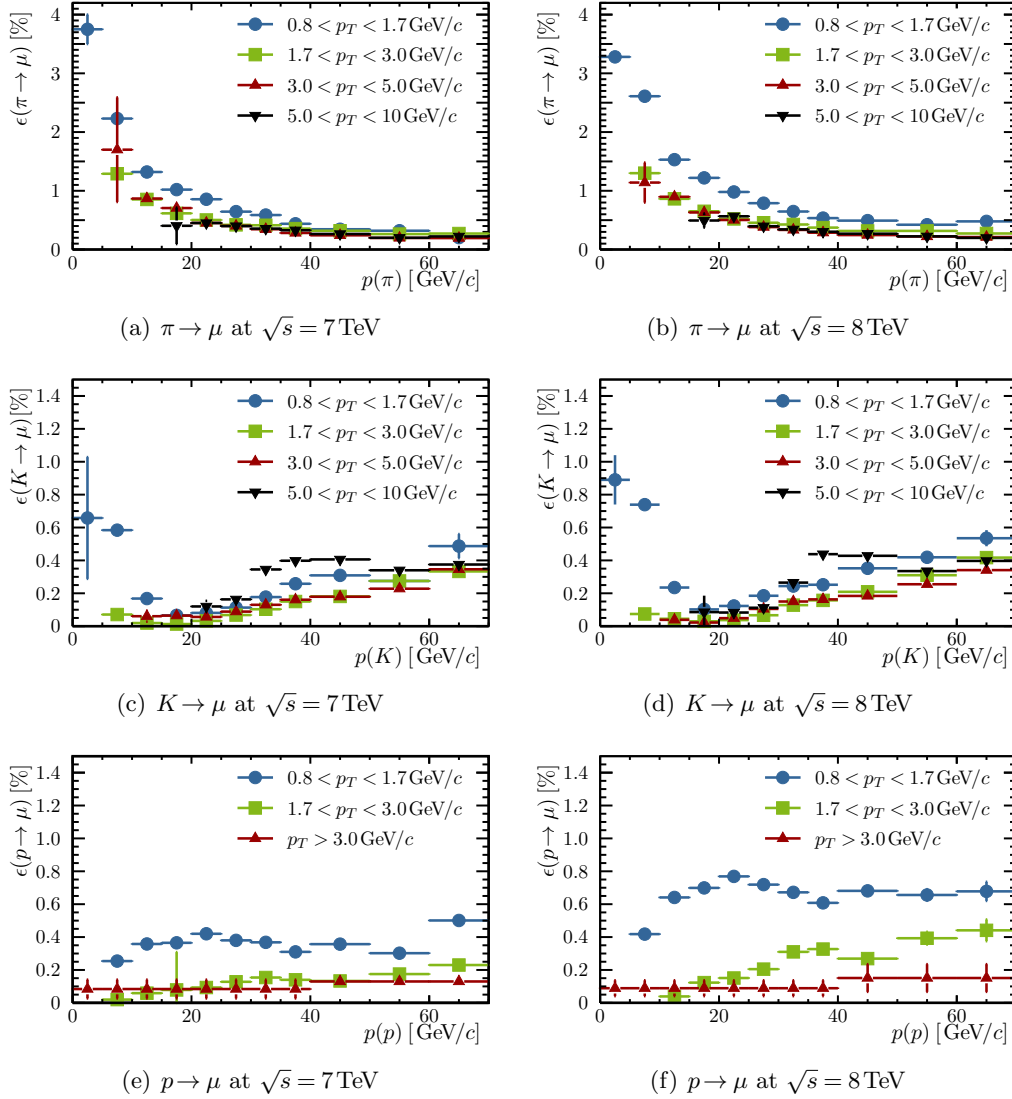 ϵ(π→ μ) [%]
4
3
2
1
0
0.8 < p_T < 1.7 GeV/c
1.7 < p_T < 3.0 GeV/c
3.0 < p_T < 5.0 GeV/c
5.0 < p_T < 10 GeV/c
0 20 40 60
p(π) [GeV/c]
(a) π→μ at √s = 7 TeV
ϵ(π→ μ) [%]
4
3
2
1
0
0.8 < p_T < 1.7 GeV/c
1.7 < p_T < 3.0 GeV/c
3.0 < p_T < 5.0 GeV/c
5.0 < p_T < 10 GeV/c
0 20 40 60
p(π) [GeV/c]
(b) π→μ at √s = 8 TeV
ϵ(K→ μ) [%]
1.4
1.2
1.0
0.8
0.6
0.4
0.2
0
0.8 < p_T < 1.7 GeV/c
1.7 < p_T < 3.0 GeV/c
3.0 < p_T < 5.0 GeV/c
5.0 < p_T < 10 GeV/c
0 20 40 60
p(K) [GeV/c]
(c) K→μ at √s = 7 TeV
ϵ(K→ μ) [%]
1.4
1.2
1.0
0.8
0.6
0.4
0.2
0
0.8 < p_T < 1.7 GeV/c
1.7 < p_T < 3.0 GeV/c
3.0 < p_T < 5.0 GeV/c
5.0 < p_T < 10 GeV/c
0 20 40 60
p(K) [GeV/c]
(d) K→μ at √s = 8 TeV
ϵ(p→ μ) [%]
1.4
1.2
1.0
0.8
0.6
0.4
0.2
0
0.8 < p_T < 1.7 GeV/c
1.7 < p_T < 3.0 GeV/c
p_T > 3.0 GeV/c
0 20 40 60
p(p) [GeV/c]
(e) p→μ at √s = 7 TeV
ϵ(p→ μ) [%]
1.4
1.2
1.0
0.8
0.6
0.4
0.2
0
0.8 < p_T < 1.7 GeV/c
1.7 < p_T < 3.0 GeV/c
p_T > 3.0 GeV/c
0 20 40 60
p(p) [GeV/c]
(f) p→μ at √s = 8 TeV